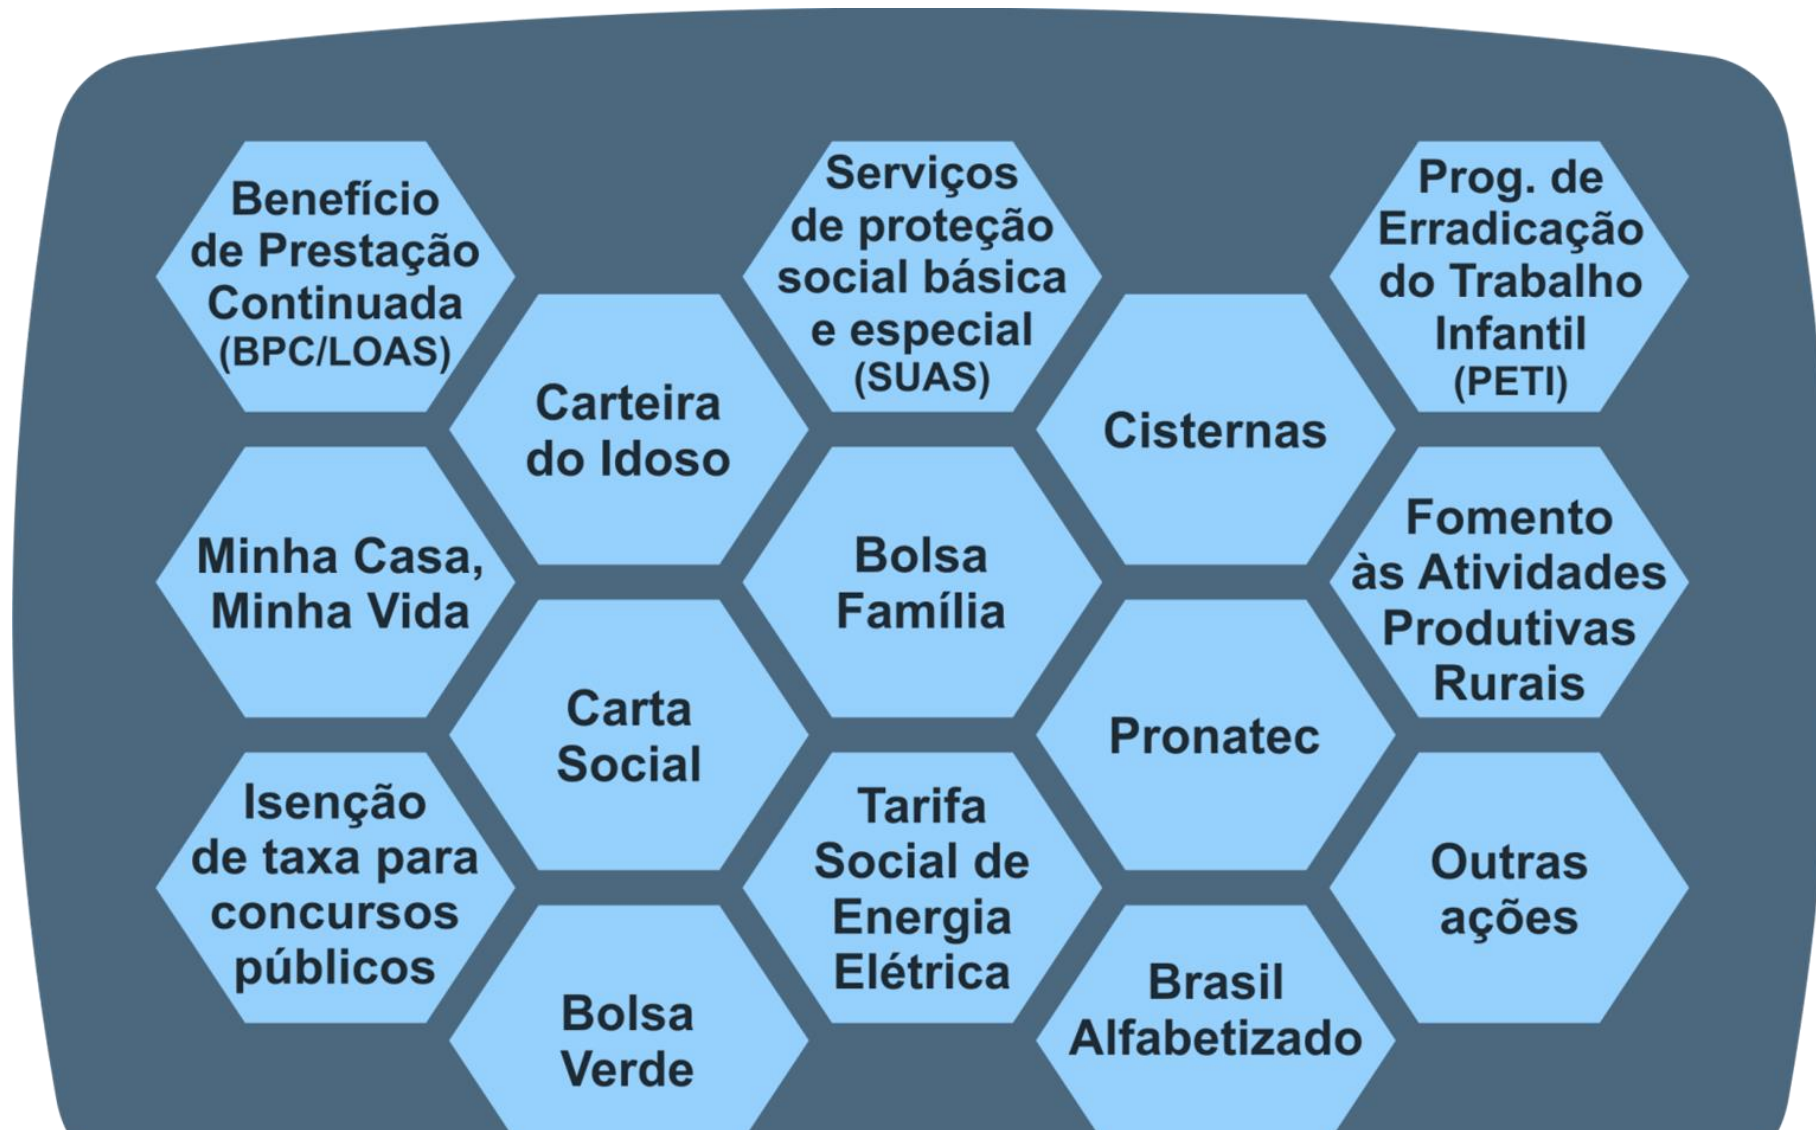 Benefício
de Prestação
Continuada
(BPC/LOAS)
Serviços
de proteção
social básica
e especial
(SUAS)
Prog. de
Erradicação
do Trabalho
Infantil
(PETI)
Carteira
do Idoso
Cisternas
Minha Casa,
Minha Vida
Bolsa
Família
Fomento
às Atividades
Produtivas
Rurais
Carta
Social
Pronatec
Isenção
de taxa para
concursos
públicos
Tarifa
Social de
Energia
Elétrica
Outras
ações
Bolsa
Verde
Brasil
Alfabetizado